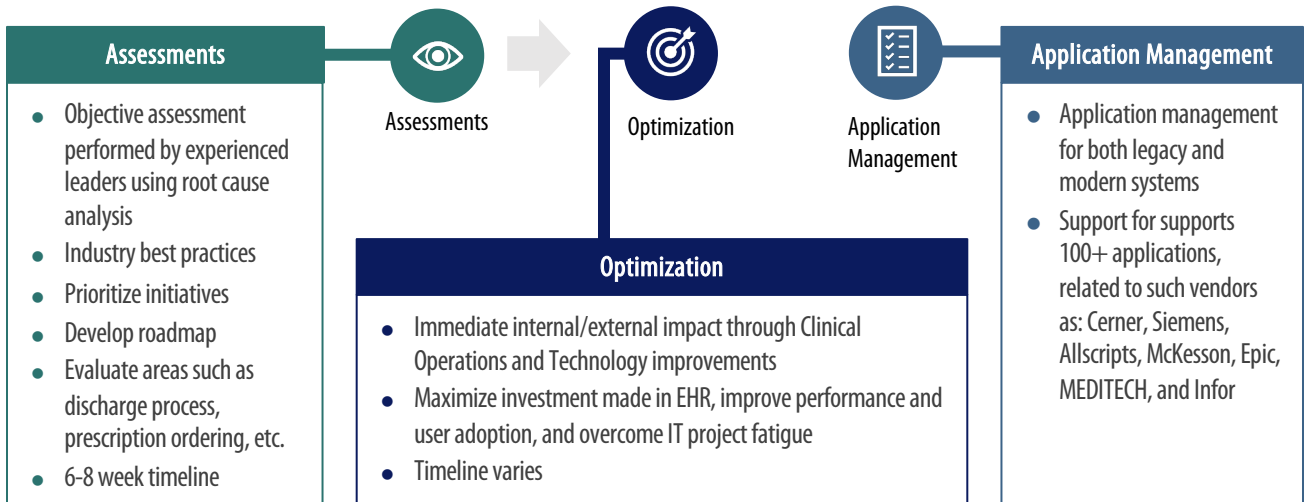 Assessments
• Objective assessment
performed by experienced
leaders using root cause
analysis
• Industry best practices
• Prioritize initiatives
• Develop roadmap
• Evaluate areas such as
discharge process,
prescription ordering, etc.
• 6-8 week timeline
Assessments
Optimization
Application
Management
Optimization
• Immediate internal/external impact through Clinical
Operations and Technology improvements
• Maximize investment made in EHR, improve performance and
user adoption, and overcome IT project fatigue
• Timeline varies
Application Management
• Application management
for both legacy and
modern systems
• Support for supports
100+ applications,
related to such vendors
as: Cerner, Siemens,
Allscripts, McKesson, Epic,
MEDITECH, and Infor